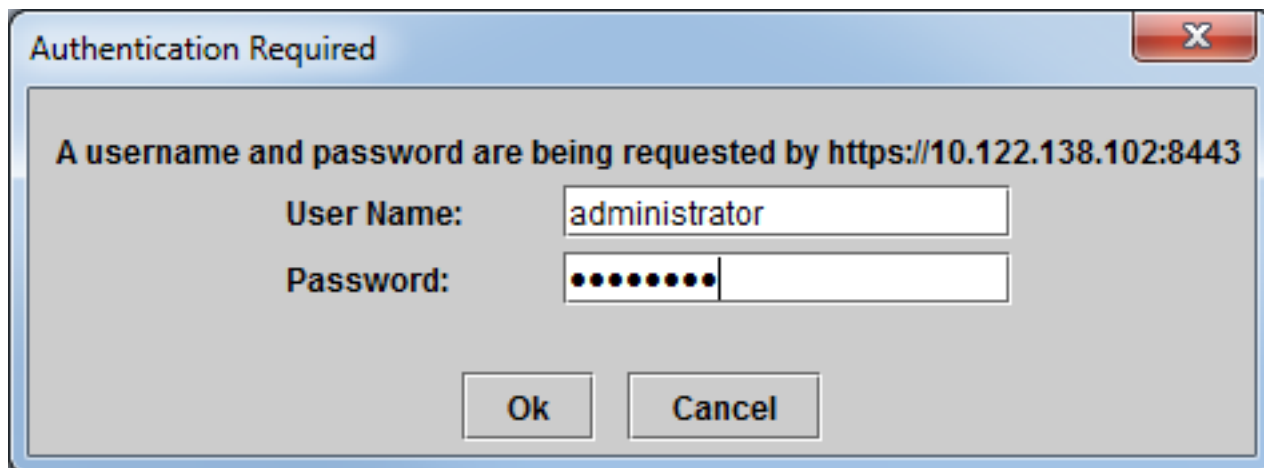 Authentication Required
A username and password are being requested by https://10.122.138.102:8443
User Name: administrator
Password: ••••••••
Ok Cancel